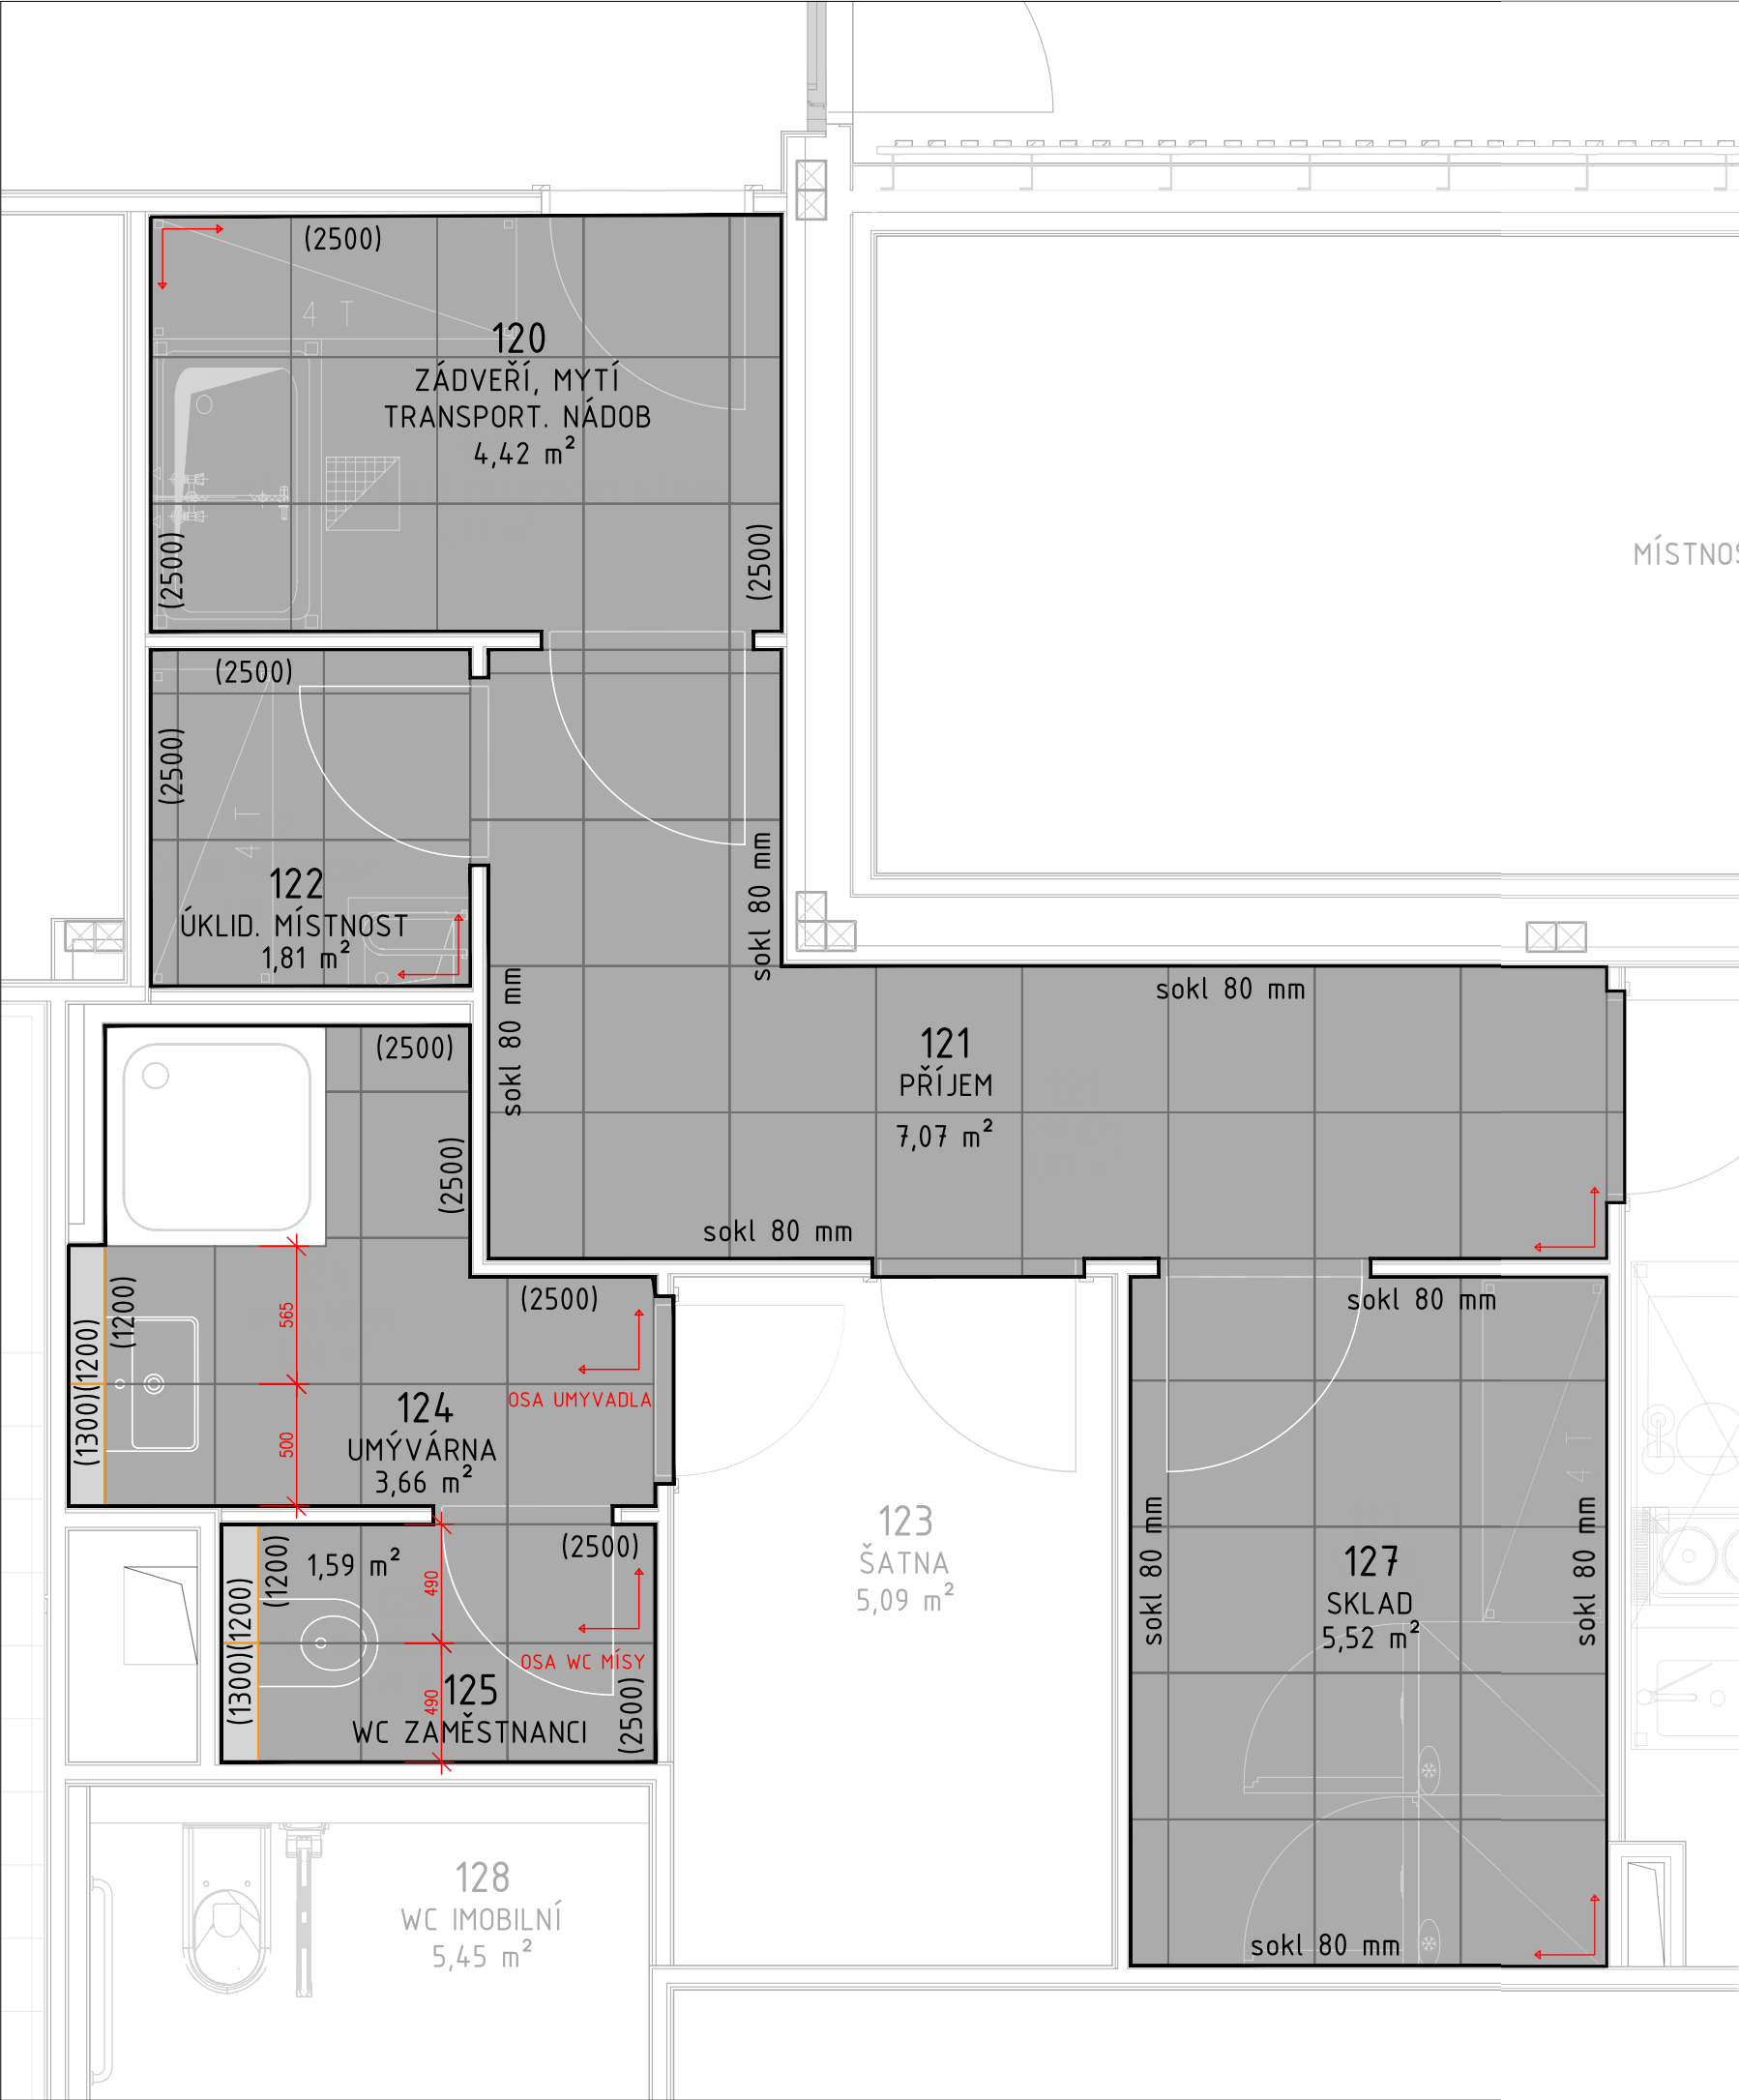 (2500)
4 T
120
ZÁDVEŘÍ, MYTÍ
TRANSPORT. NÁDOB
4,42 m²
(2500)
(2500)
MÍSTNOS
(2500)
(2500)
4 T
122
ÚKLID. MÍSTNOST
1,81 m²
sokl 80 mm
sokl 80 mm
sokl 80 mm
121
PŘÍJEM
7,07 m²
sokl 80 mm
(2500)
(2500)
(2500)
(1200)
(1200)
(1300)
565
500
OSA UMYVADLA
124
UMÝVÁRNA
3,66 m²
sokl 80 mm
4 T
123
ŠATNA
5,09 m²
sokl 80 mm
127
SKLAD
5,52 m²
sokl 80 mm
sokl 80 mm
1,59 m²
(2500)
(1200)
(1200)
(1300)
490
490
OSA WC MÍSY
125
WC ZAMĚSTNANCI
(2500)
128
WC IMOBILNÍ
5,45 m²